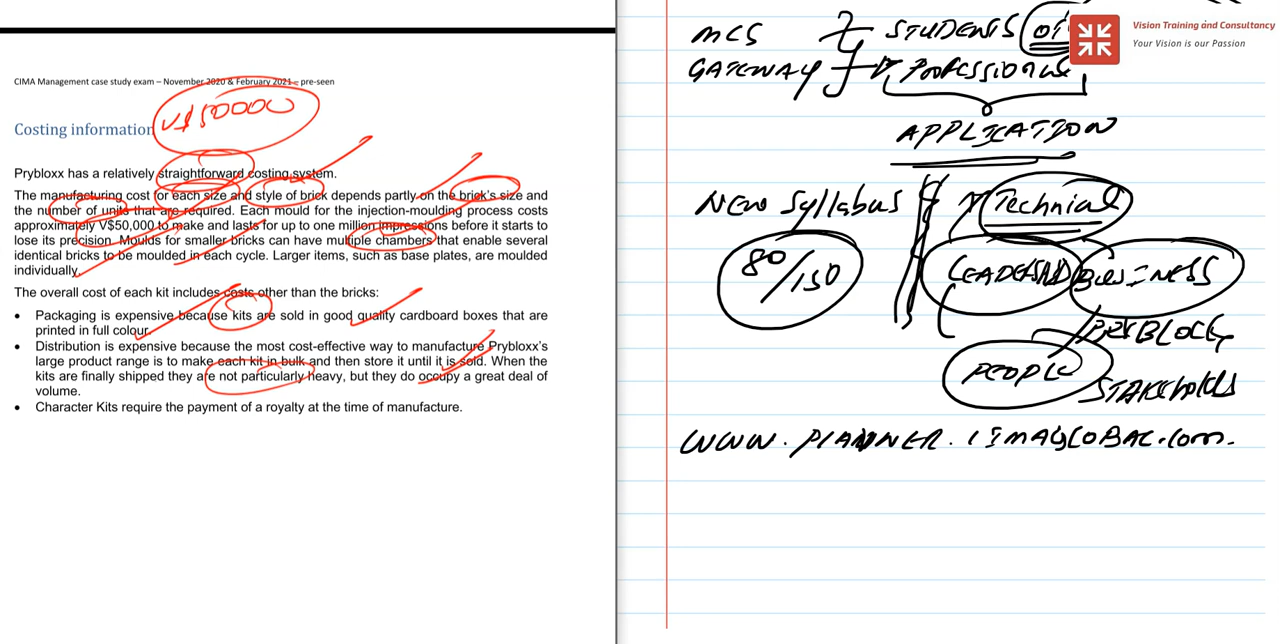 CIMA Management case study exam – November 2020 & February 2021 – pre-seen
V$50000
Costing information
Prybloxx has a relatively straightforward costing system.
The manufacturing cost for each size and style of brick depends partly on the brick's size and
the number of units that are required. Each mould for the injection-moulding process costs
approximately V$50,000 to make and lasts for up to one million impressions before it starts to
lose its precision. Moulds for smaller bricks can have multiple chambers that enable several
identical bricks to be moulded in each cycle. Larger items, such as base plates, are moulded
individually.
The overall cost of each kit includes costs other than the bricks:
• Packaging is expensive because kits are sold in good quality cardboard boxes that are
printed in full colour.
• Distribution is expensive because the most cost-effective way to manufacture Prybloxx's
large product range is to make each kit in bulk and then store it until it is sold. When the
kits are finally shipped they are not particularly heavy, but they do occupy a great deal of
volume.
• Character Kits require the payment of a royalty at the time of manufacture.
Vision Training and Consultancy
Your Vision is our Passion
MCS STUDENTS OF
GATEWAY PROFESSIONALS
APPLICATION
NEW Syllabus Technical
80/150 LEADERSHIP BUSINESS
PRYBLOCX
PEOPLE STAKEHOLDS
WWW.PLANNER.CIMAGLOBAL.COM.